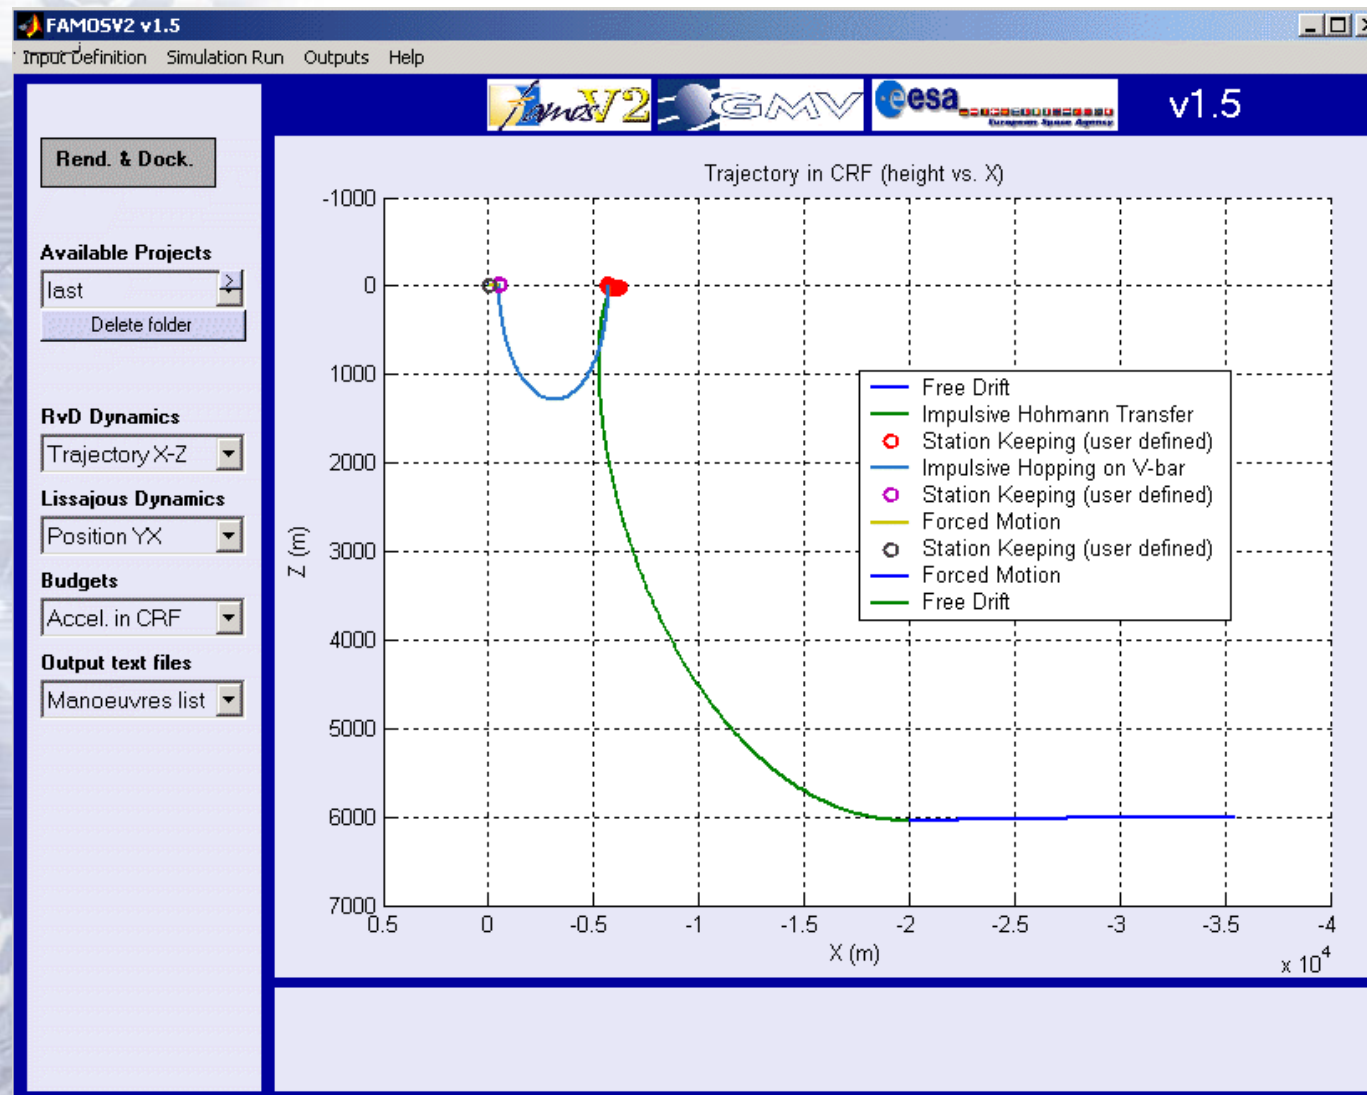 FAMOSV2 v1.5
Input Definition Simulation Run Outputs Help
famosV2 GMV esa v1.5
European Space Agency
Rend. & Dock.
Available Projects
last
Delete folder
RvD Dynamics
Trajectory X-Z
Lissajous Dynamics
Position YX
Budgets
Accel. in CRF
Output text files
Manoeuvres list
Trajectory in CRF (height vs. X)
-1000
0
1000
2000
3000
4000
5000
6000
7000
Z (m)
Free Drift
Impulsive Hohmann Transfer
Station Keeping (user defined)
Impulsive Hopping on V-bar
Station Keeping (user defined)
Forced Motion
Station Keeping (user defined)
Forced Motion
Free Drift
0.5 0 -0.5 -1 -1.5 -2 -2.5 -3 -3.5 -4
X (m)
x 10⁴